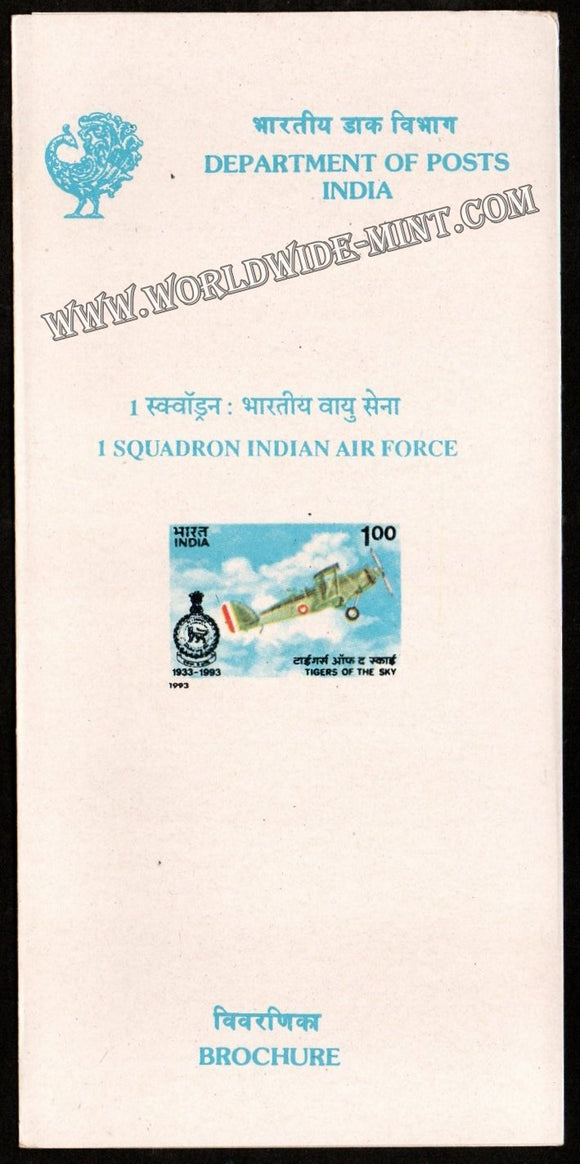 भारतीय डाक विभाग
DEPARTMENT OF POSTS
INDIA
WWW.WORLDWIDE-MINT.COM
1 स्क्वॉड्रन : भारतीय वायु सेना
1 SQUADRON INDIAN AIR FORCE
भारत
INDIA
1.00
1933-1993
टाईगर्स ऑफ द स्काई
TIGERS OF THE SKY
1993
विवरणिका
BROCHURE